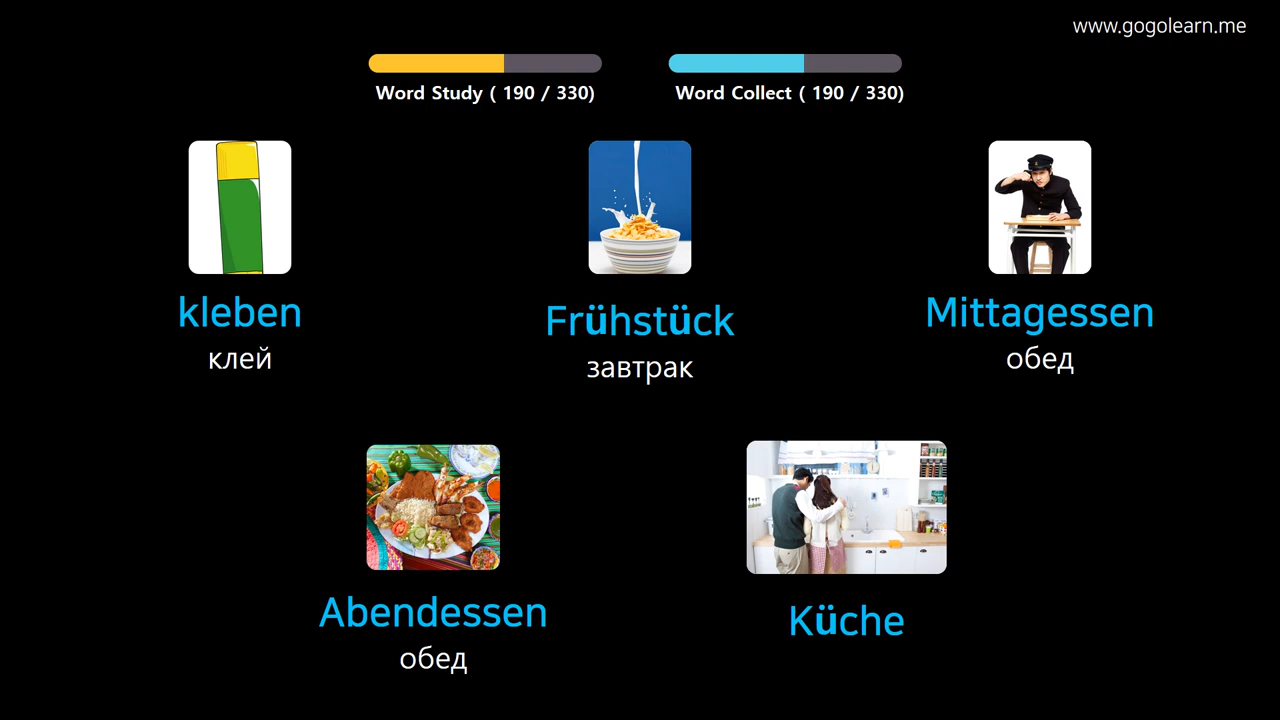 www.gogolearn.me
Word Study ( 190 / 330)
Word Collect ( 190 / 330)
kleben
клей
Frühstück
завтрак
Mittagessen
обед
Abendessen
обед
Küche